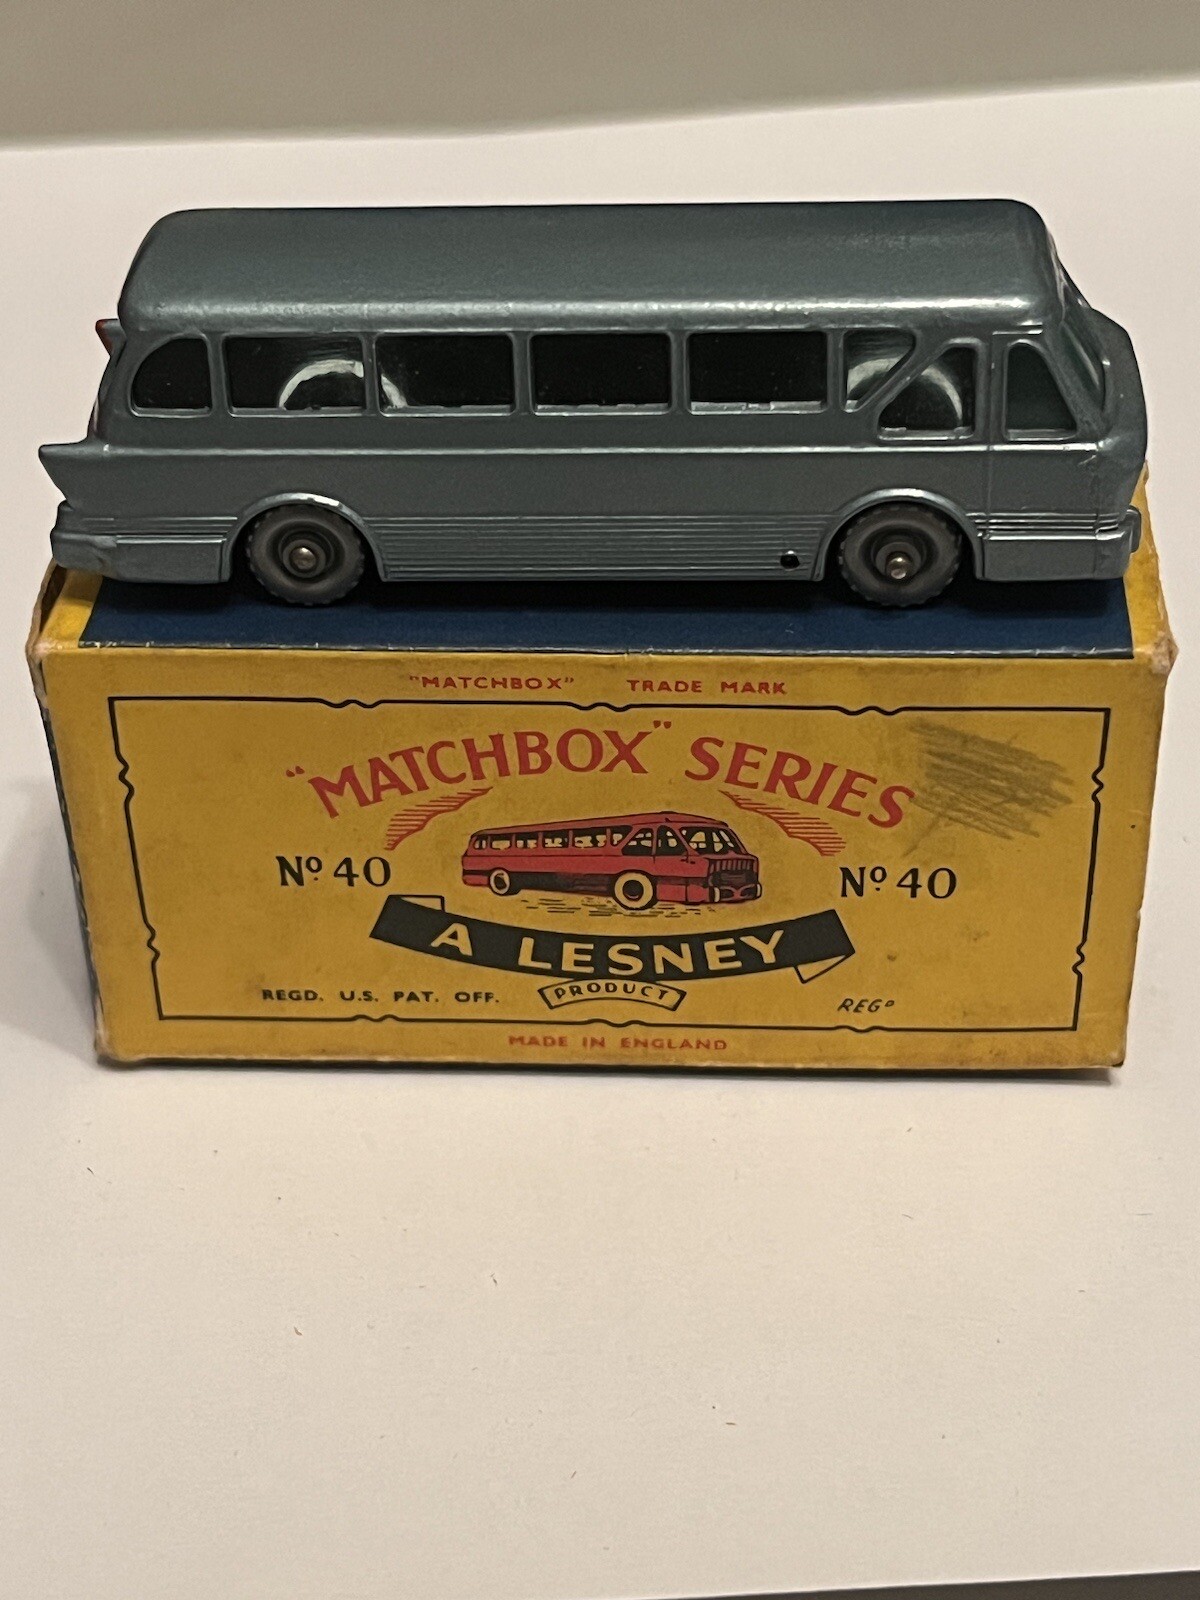 "MATCHBOX" TRADE MARK
"MATCHBOX" SERIES
Nº 40 Nº 40
A LESNEY
PRODUCT
REGD. U.S. PAT. OFF. REGᴰ
MADE IN ENGLAND